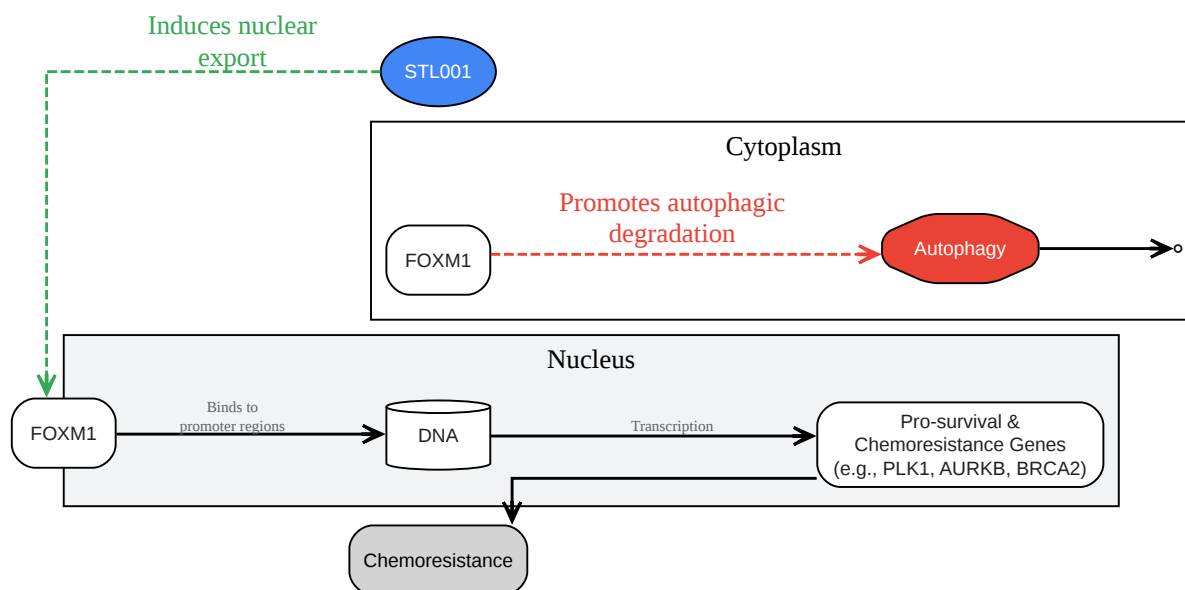 Induces nuclear
export
STL001
Cytoplasm
Promotes autophagic
degradation
FOXM1
Autophagy
Nucleus
FOXM1
Binds to
promoter regions
DNA
Transcription
Pro-survival &
Chemoresistance Genes
(e.g., PLK1, AURKB, BRCA2)
Chemoresistance